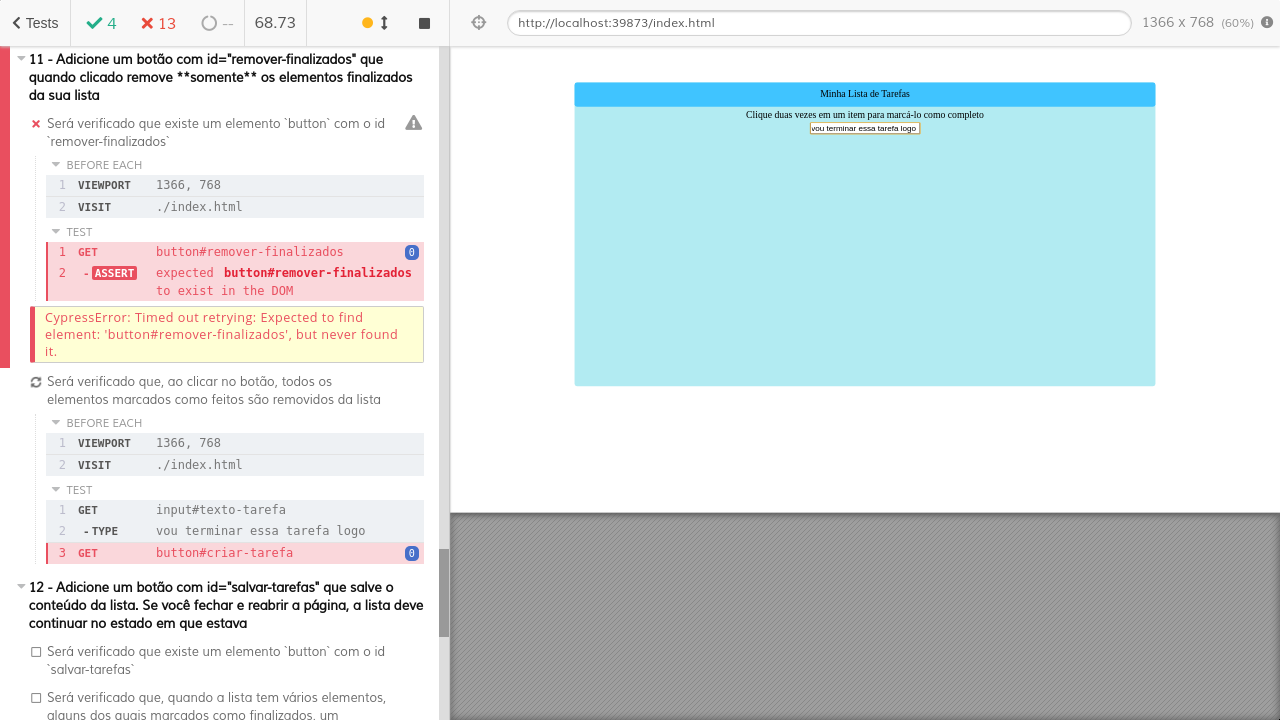 Tests
4
13
--
68.73
http://localhost:39873/index.html
1366 x 768 (60%)
11 - Adicione um botão com id="remover-finalizados" que
quando clicado remove **somente** os elementos finalizados
da sua lista
Será verificado que existe um elemento `button` com o id
`remover-finalizados`
BEFORE EACH
1 VIEWPORT 1366, 768
2 VISIT ./index.html
TEST
1 GET button#remover-finalizados 0
2 -ASSERT expected button#remover-finalizados
to exist in the DOM
CypressError: Timed out retrying: Expected to find
element: 'button#remover-finalizados', but never found
it.
Será verificado que, ao clicar no botão, todos os
elementos marcados como feitos são removidos da lista
BEFORE EACH
1 VIEWPORT 1366, 768
2 VISIT ./index.html
TEST
1 GET input#texto-tarefa
2 -TYPE vou terminar essa tarefa logo
3 GET button#criar-tarefa 0
12 - Adicione um botão com id="salvar-tarefas" que salve o
conteúdo da lista. Se você fechar e reabrir a página, a lista deve
continuar no estado em que estava
Será verificado que existe um elemento `button` com o id
`salvar-tarefas`
Será verificado que, quando a lista tem vários elementos,
alguns dos quais marcados como finalizados, um
Minha Lista de Tarefas
Clique duas vezes em um item para marcá-lo como completo
vou terminar essa tarefa logo